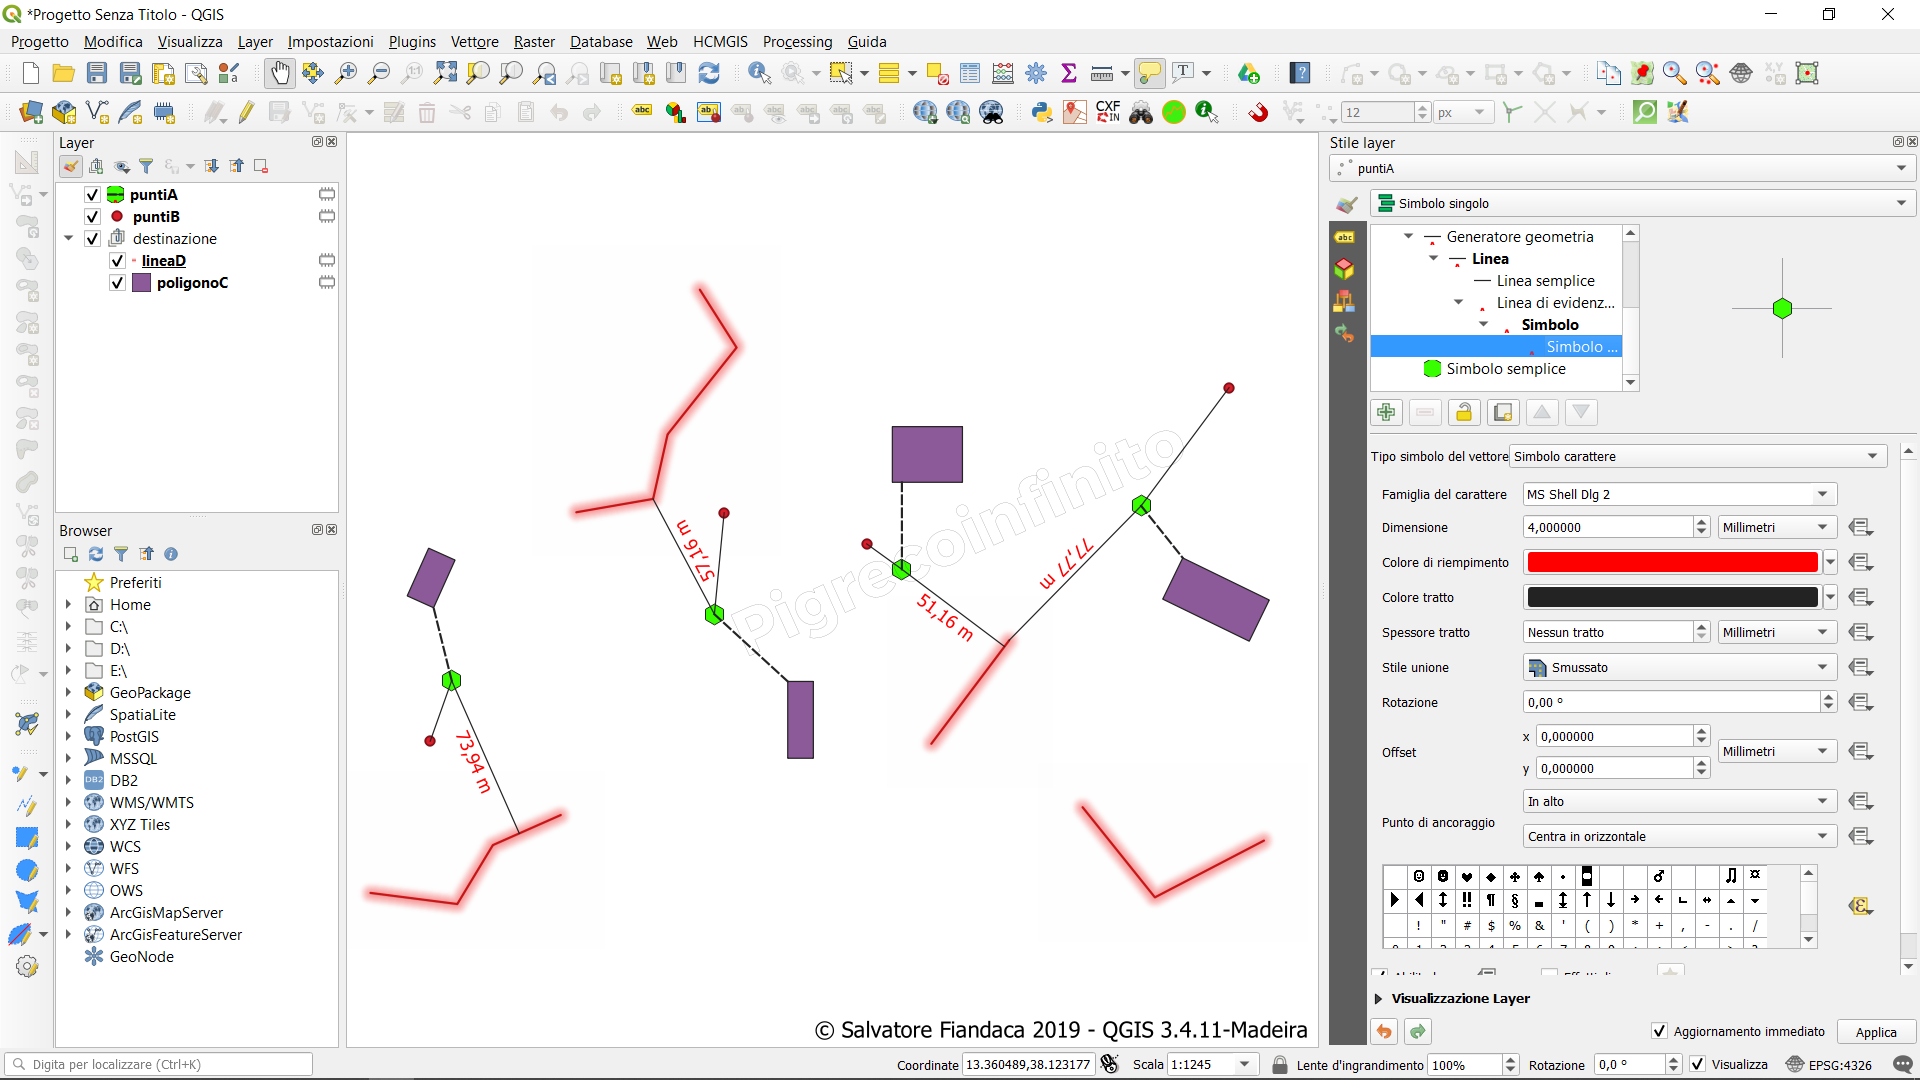 *Progetto Senza Titolo - QGIS
Progetto Modifica Visualizza Layer Impostazioni Plugins Vettore Raster Database Web HCMGIS Processing Guida
CXF
IN
12
px
Layer
puntiA
puntiB
destinazione
lineaD
poligonoC
Browser
Preferiti
Home
C:\
D:\
E:\
GeoPackage
SpatiaLite
PostGIS
MSSQL
DB2
WMS/WMTS
XYZ Tiles
WCS
WFS
OWS
ArcGisMapServer
ArcGisFeatureServer
GeoNode
57,16 m
51,16 m
77,7 m
73,94 m
Pigrecoinfinito
© Salvatore Fiandaca 2019 - QGIS 3.4.11-Madeira
Stile layer
puntiA
Simbolo singolo
Generatore geometria
Linea
Linea semplice
Linea di evidenz...
Simbolo
Simbolo ...
Simbolo semplice
Tipo simbolo del vettore Simbolo carattere
Famiglia del carattere MS Shell Dlg 2
Dimensione 4,000000 Millimetri
Colore di riempimento
Colore tratto
Spessore tratto Nessun tratto Millimetri
Stile unione Smussato
Rotazione 0,00 °
Offset x 0,000000 Millimetri
y 0,000000
Punto di ancoraggio In alto
Centra in orizzontale
! " # $ % & ' ( ) * + , - . /
Visualizzazione Layer
Aggiornamento immediato Applica
Digita per localizzare (Ctrl+K) Coordinate 13.360489,38.123177 Scala 1:1245 Lente d'ingrandimento 100% Rotazione 0,0 ° Visualizza EPSG:4326